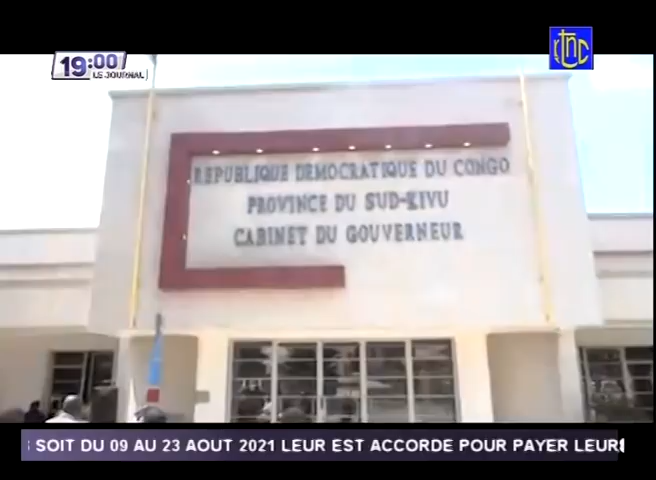 19:00
LE JOURNAL
rtnc
REPUBLIQUE DEMOCRATIQUE DU CONGO
PROVINCE DU SUD-KIVU
CABINET DU GOUVERNEUR
SOIT DU 09 AU 23 AOUT 2021 LEUR EST ACCORDE POUR PAYER LEUR